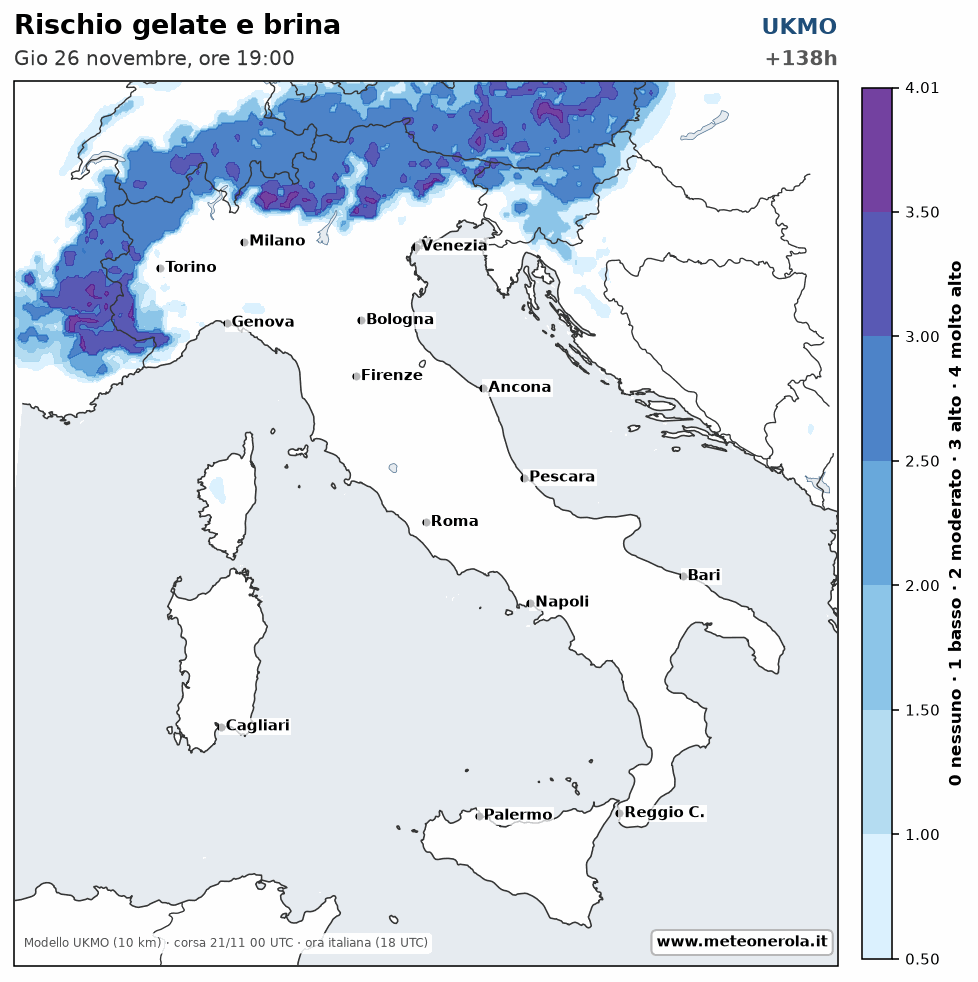 Rischio gelate e brina
UKMO
Gio 26 novembre, ore 19:00
+138h
4.01
3.50
3.00
2.50
2.00
1.50
1.00
0.50
0 nessuno · 1 basso · 2 moderato · 3 alto · 4 molto alto
Milano
Venezia
Torino
Genova
Bologna
Firenze
Ancona
Pescara
Roma
Bari
Napoli
Cagliari
Palermo
Reggio C.
Modello UKMO (10 km) · corsa 21/11 00 UTC · ora italiana (18 UTC)
www.meteonerola.it